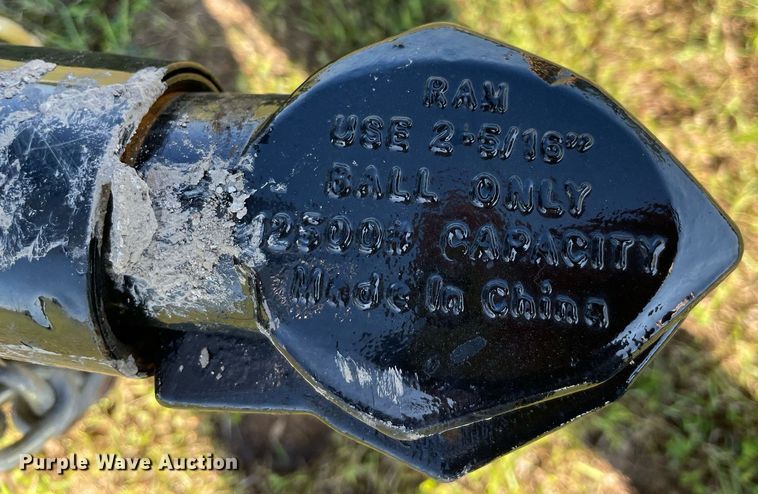 RAM
USE 2-5/16"
BALL ONLY
12500# CAPACITY
Made In China
Purple Wave Auction